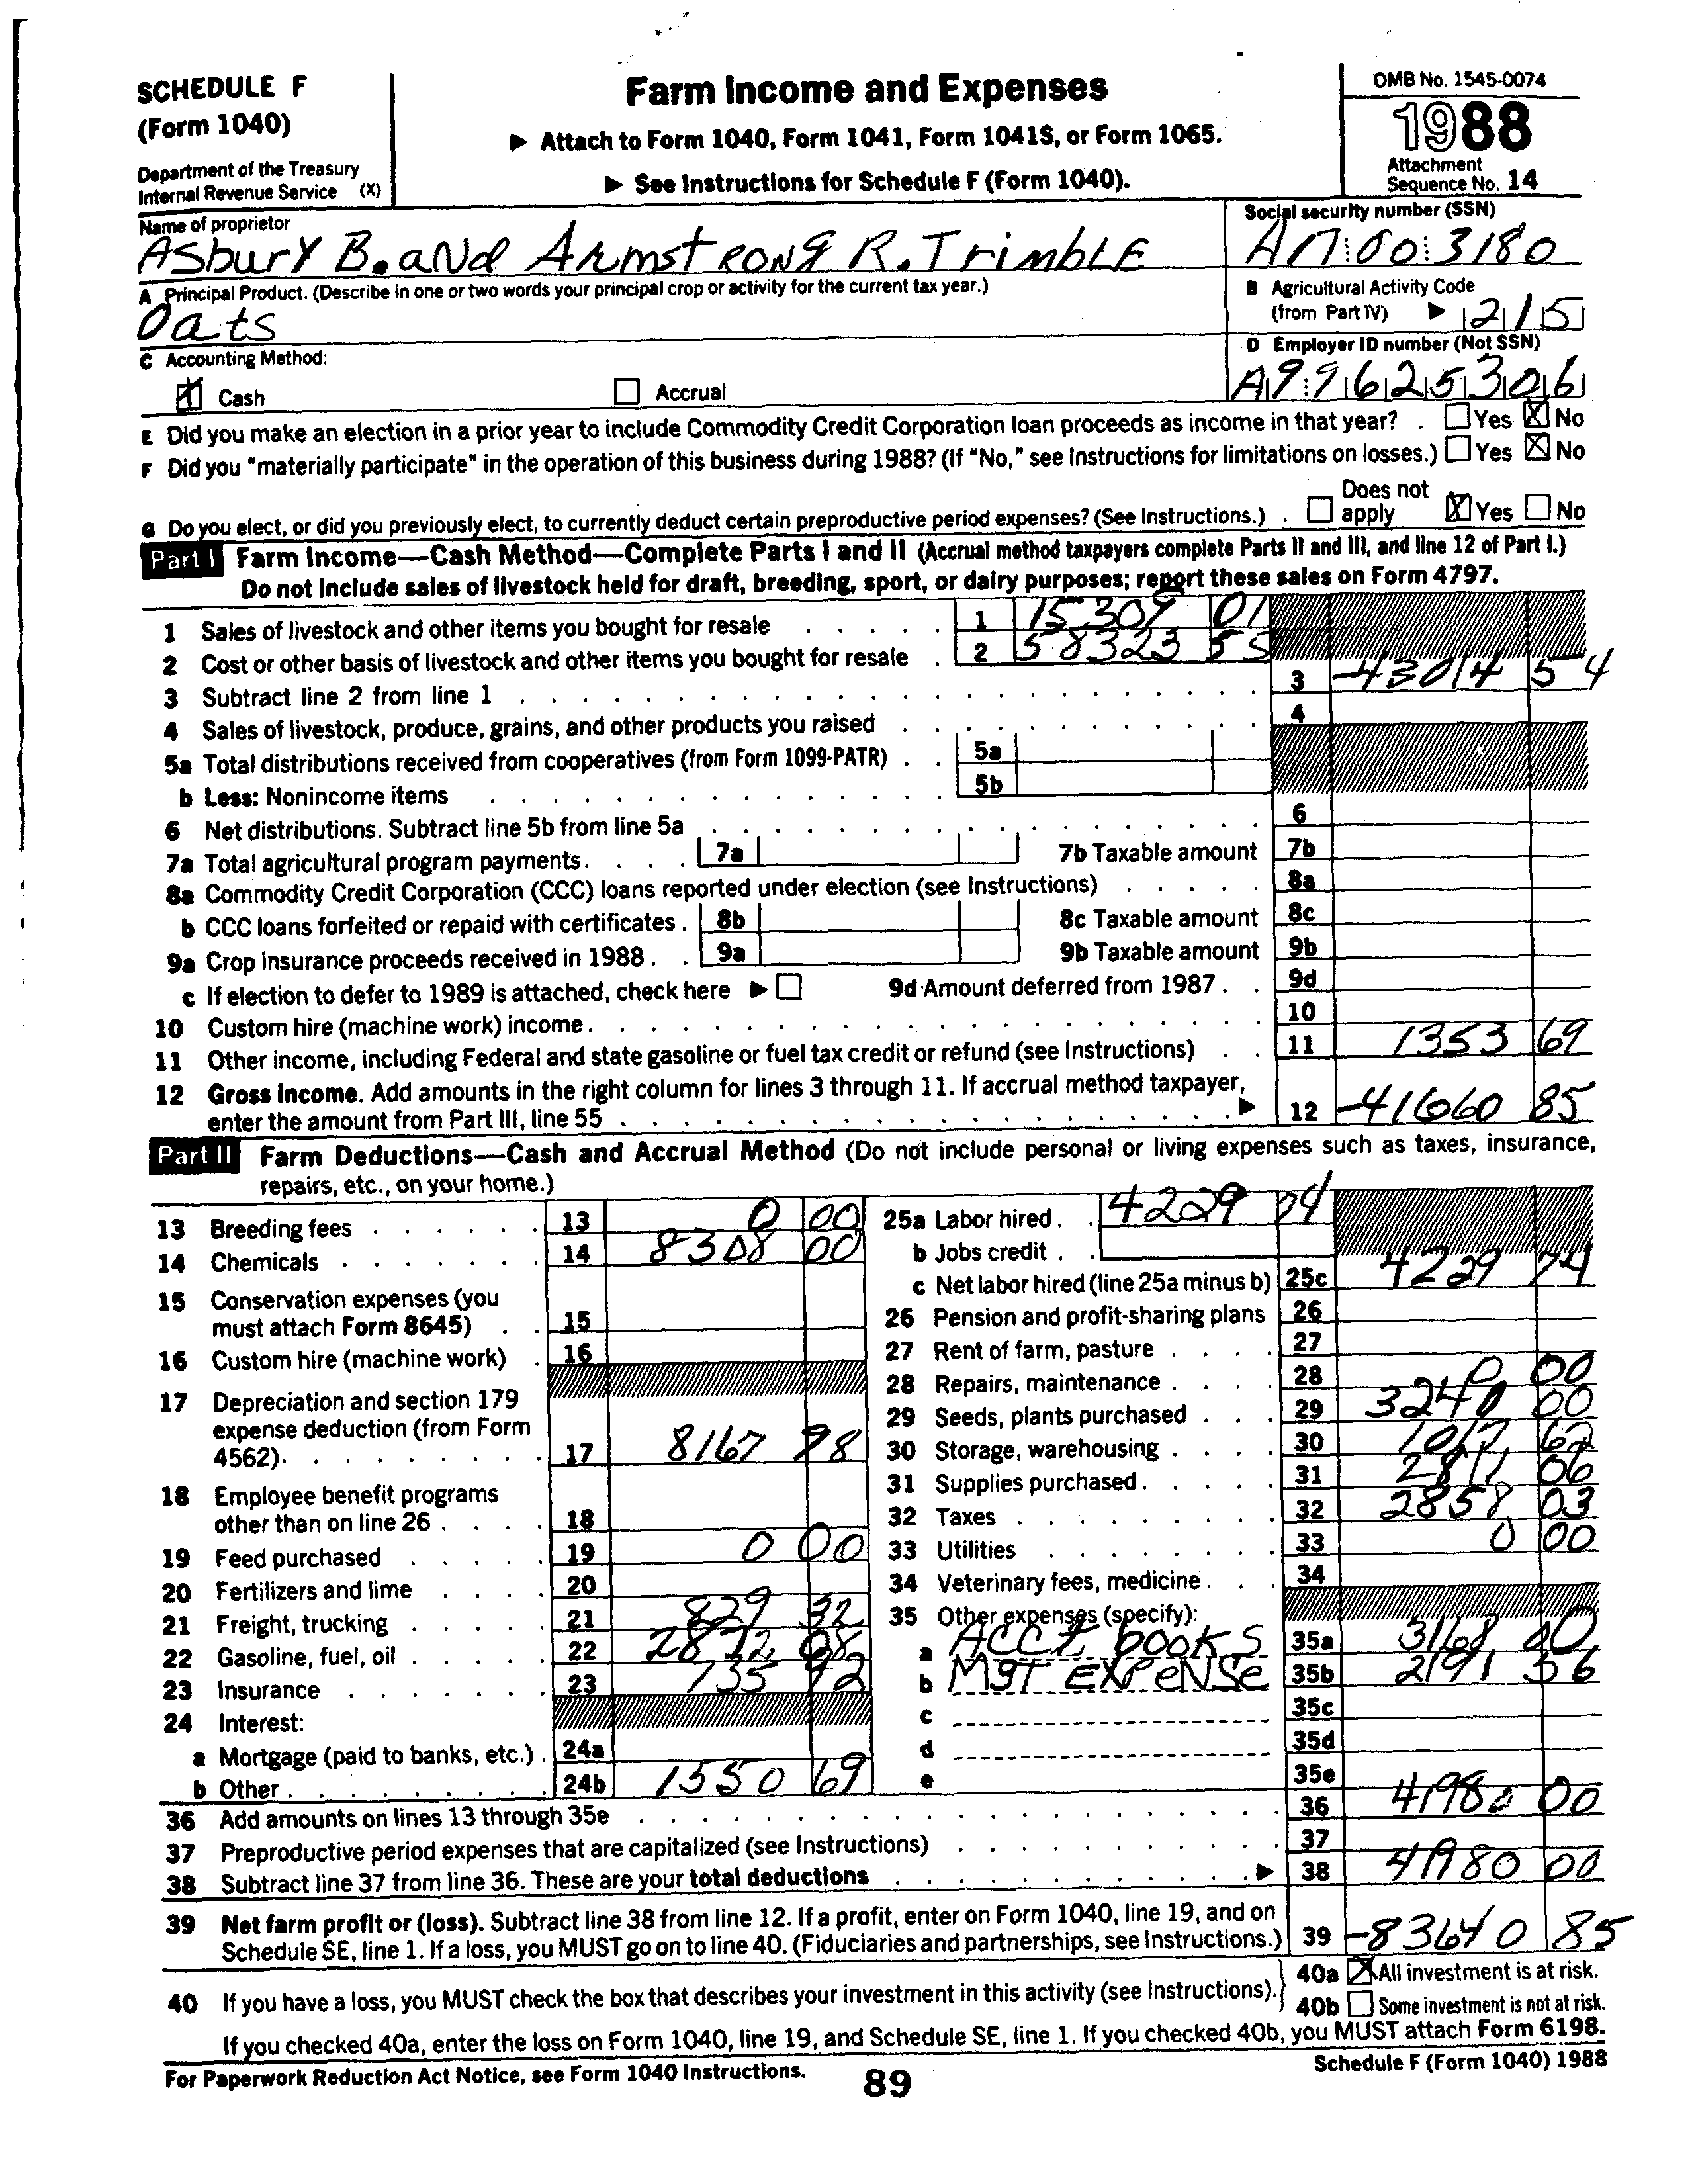 SCHEDULE F
(Form 1040)
Department of the Treasury
Internal Revenue Service (X)
Farm Income and Expenses
▶ Attach to Form 1040, Form 1041, Form 1041S, or Form 1065.
▶ See Instructions for Schedule F (Form 1040).
OMB No. 1545-0074
1988
Attachment
Sequence No. 14
Name of proprietor
Asbury B. and Armstrong R. Trimble
Social security number (SSN)
A17:00:3180
A Principal Product. (Describe in one or two words your principal crop or activity for the current tax year.)
Oats
B Agricultural Activity Code
(from Part IV) ▶ 215
C Accounting Method:
D Employer ID number (Not SSN)
Cash Accrual
A99625306
E Did you make an election in a prior year to include Commodity Credit Corporation loan proceeds as income in that year? . Yes X No
F Did you "materially participate" in the operation of this business during 1988? (If "No," see Instructions for limitations on losses.) Yes X No
G Do you elect, or did you previously elect, to currently deduct certain preproductive period expenses? (See Instructions.) . Does not apply X Yes No
Part I Farm Income—Cash Method—Complete Parts I and II (Accrual method taxpayers complete Parts II and III, and line 12 of Part I.)
Do not include sales of livestock held for draft, breeding, sport, or dairy purposes; report these sales on Form 4797.
1 Sales of livestock and other items you bought for resale 1 15309 01
2 Cost or other basis of livestock and other items you bought for resale 2 58323 55
3 Subtract line 2 from line 1 3 -43014 54
4 Sales of livestock, produce, grains, and other products you raised 4
5a Total distributions received from cooperatives (from Form 1099-PATR) 5a
b Less: Nonincome items 5b
6 Net distributions. Subtract line 5b from line 5a 6
7a Total agricultural program payments. 7a 7b Taxable amount 7b
8a Commodity Credit Corporation (CCC) loans reported under election (see Instructions) 8a
b CCC loans forfeited or repaid with certificates. 8b 8c Taxable amount 8c
9a Crop insurance proceeds received in 1988. 9a 9b Taxable amount 9b
c If election to defer to 1989 is attached, check here ▶ 9d Amount deferred from 1987. 9d
10 Custom hire (machine work) income. 10
11 Other income, including Federal and state gasoline or fuel tax credit or refund (see Instructions) 11 1353 69
12 Gross Income. Add amounts in the right column for lines 3 through 11. If accrual method taxpayer,
enter the amount from Part III, line 55 ▶ 12 -41660 85
Part II Farm Deductions—Cash and Accrual Method (Do not include personal or living expenses such as taxes, insurance,
repairs, etc., on your home.)
13 Breeding fees 13 0 00
14 Chemicals 14 8308 00
15 Conservation expenses (you
must attach Form 8645) 15
16 Custom hire (machine work) 16
17 Depreciation and section 179
expense deduction (from Form
4562). 17 8167 98
18 Employee benefit programs
other than on line 26 18
19 Feed purchased 19 0 00
20 Fertilizers and lime 20
21 Freight, trucking 21 829 32
22 Gasoline, fuel, oil 22
23 Insurance 23 735 92
24 Interest:
a Mortgage (paid to banks, etc.) 24a
b Other 24b 1550 69
25a Labor hired 4229 74
b Jobs credit
c Net labor hired (line 25a minus b) 25c 4229 74
26 Pension and profit-sharing plans 26
27 Rent of farm, pasture 27
28 Repairs, maintenance 28 0 00
29 Seeds, plants purchased 29 3240 00
30 Storage, warehousing 30 1017 62
31 Supplies purchased 31 2811 06
32 Taxes 32 2858 03
33 Utilities 33 0 00
34 Veterinary fees, medicine 34
35 Other expenses (specify):
a ACCT books 35a 3168 00
b MgT EXPeNSe 35b 2191 56
c 35c
d 35d
e 35e
36 Add amounts on lines 13 through 35e 36 41980 00
37 Preproductive period expenses that are capitalized (see Instructions) 37
38 Subtract line 37 from line 36. These are your total deductions ▶ 38 41980 00
39 Net farm profit or (loss). Subtract line 38 from line 12. If a profit, enter on Form 1040, line 19, and on
Schedule SE, line 1. If a loss, you MUST go on to line 40. (Fiduciaries and partnerships, see Instructions.) 39 -83640 85
40 If you have a loss, you MUST check the box that describes your investment in this activity (see Instructions). 40a X All investment is at risk.
40b Some investment is not at risk.
If you checked 40a, enter the loss on Form 1040, line 19, and Schedule SE, line 1. If you checked 40b, you MUST attach Form 6198.
For Paperwork Reduction Act Notice, see Form 1040 Instructions.
89
Schedule F (Form 1040) 1988